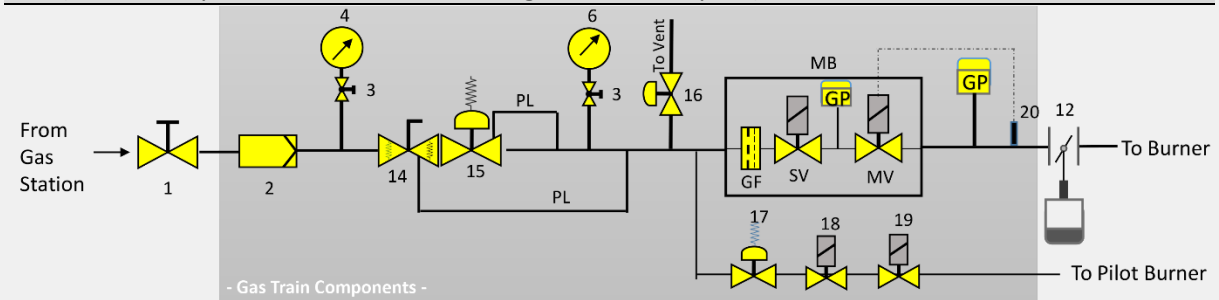 4
6
To Vent
MB
GP
GP
3
PL
3
16
20
12
From
Gas
Station
To Burner
1
2
14
15
GF
SV
MV
PL
17
18
19
To Pilot Burner
- Gas Train Components -